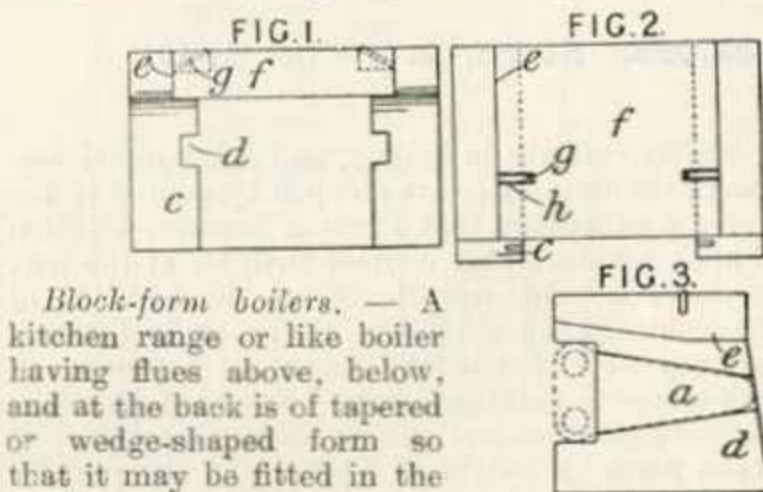 FIG.1.
FIG.2.
e
g
f
d
c
e
f
g
h
c
FIG.3.
e
a
d
Block-form boilers. — A
kitchen range or like boiler
having flues above, below,
and at the back is of tapered
or wedge-shaped form so
that it may be fitted in the